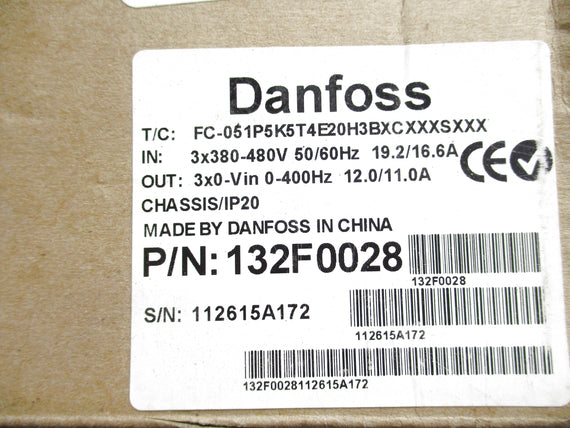 Danfoss
T/C: FC-051P5K5T4E20H3BXCXXXSXXX
IN: 3x380-480V 50/60Hz 19.2/16.6A
OUT: 3x0-Vin 0-400Hz 12.0/11.0A
CHASSIS/IP20
MADE BY DANFOSS IN CHINA
P/N: 132F0028
132F0028
S/N: 112615A172
112615A172
132F0028112615A172